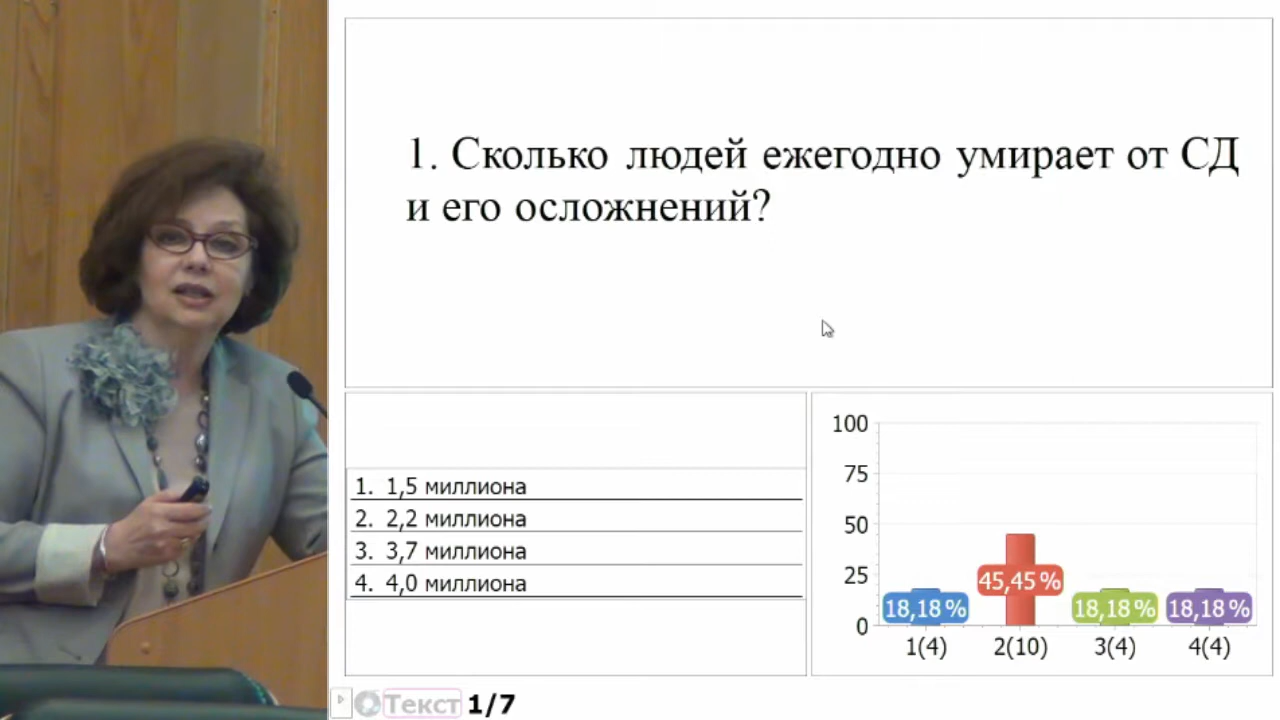 1. Сколько людей ежегодно умирает от СД
и его осложнений?
1. 1,5 миллиона
2. 2,2 миллиона
3. 3,7 миллиона
4. 4,0 миллиона
100
75
50
25
0
18,18 %
45,45 %
18,18 %
18,18 %
1(4)
2(10)
3(4)
4(4)
Текст 1/7